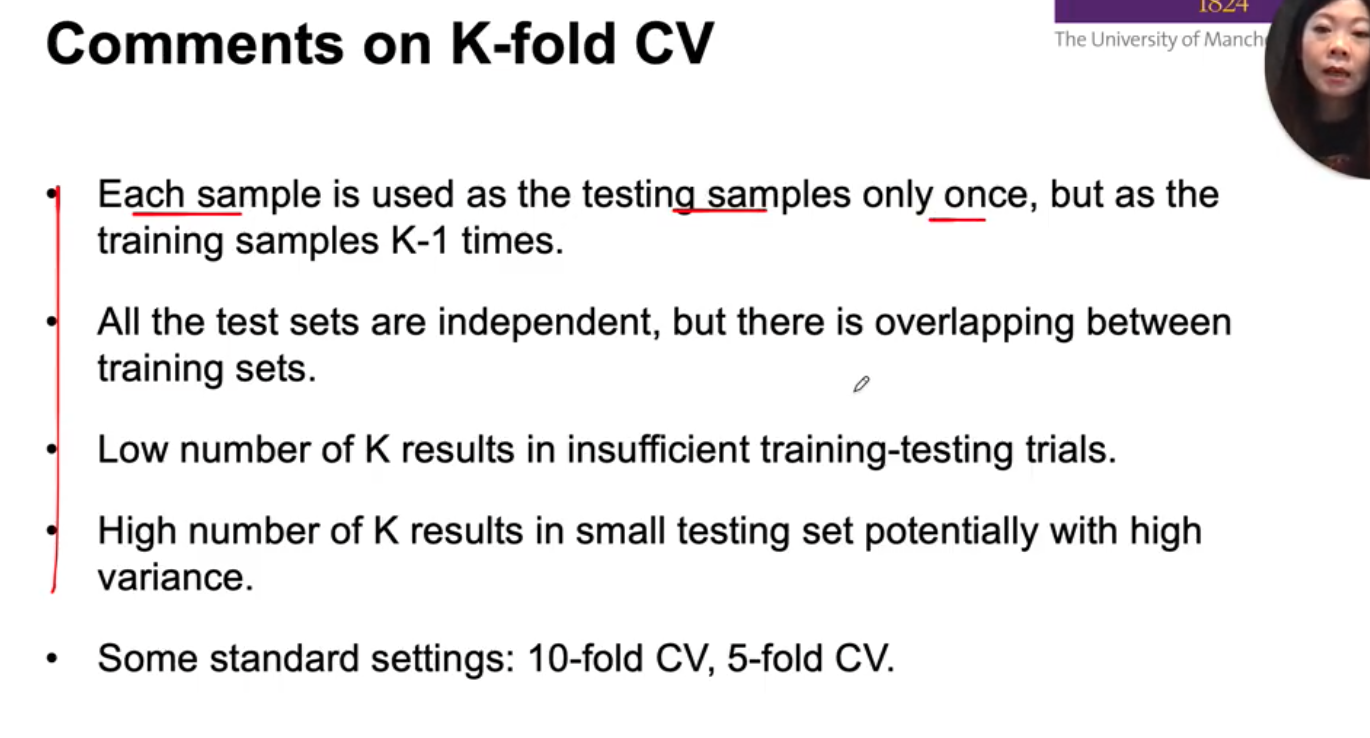 1824
The University of Manch
Comments on K-fold CV
• Each sample is used as the testing samples only once, but as the
training samples K-1 times.
• All the test sets are independent, but there is overlapping between
training sets.
• Low number of K results in insufficient training-testing trials.
• High number of K results in small testing set potentially with high
variance.
• Some standard settings: 10-fold CV, 5-fold CV.